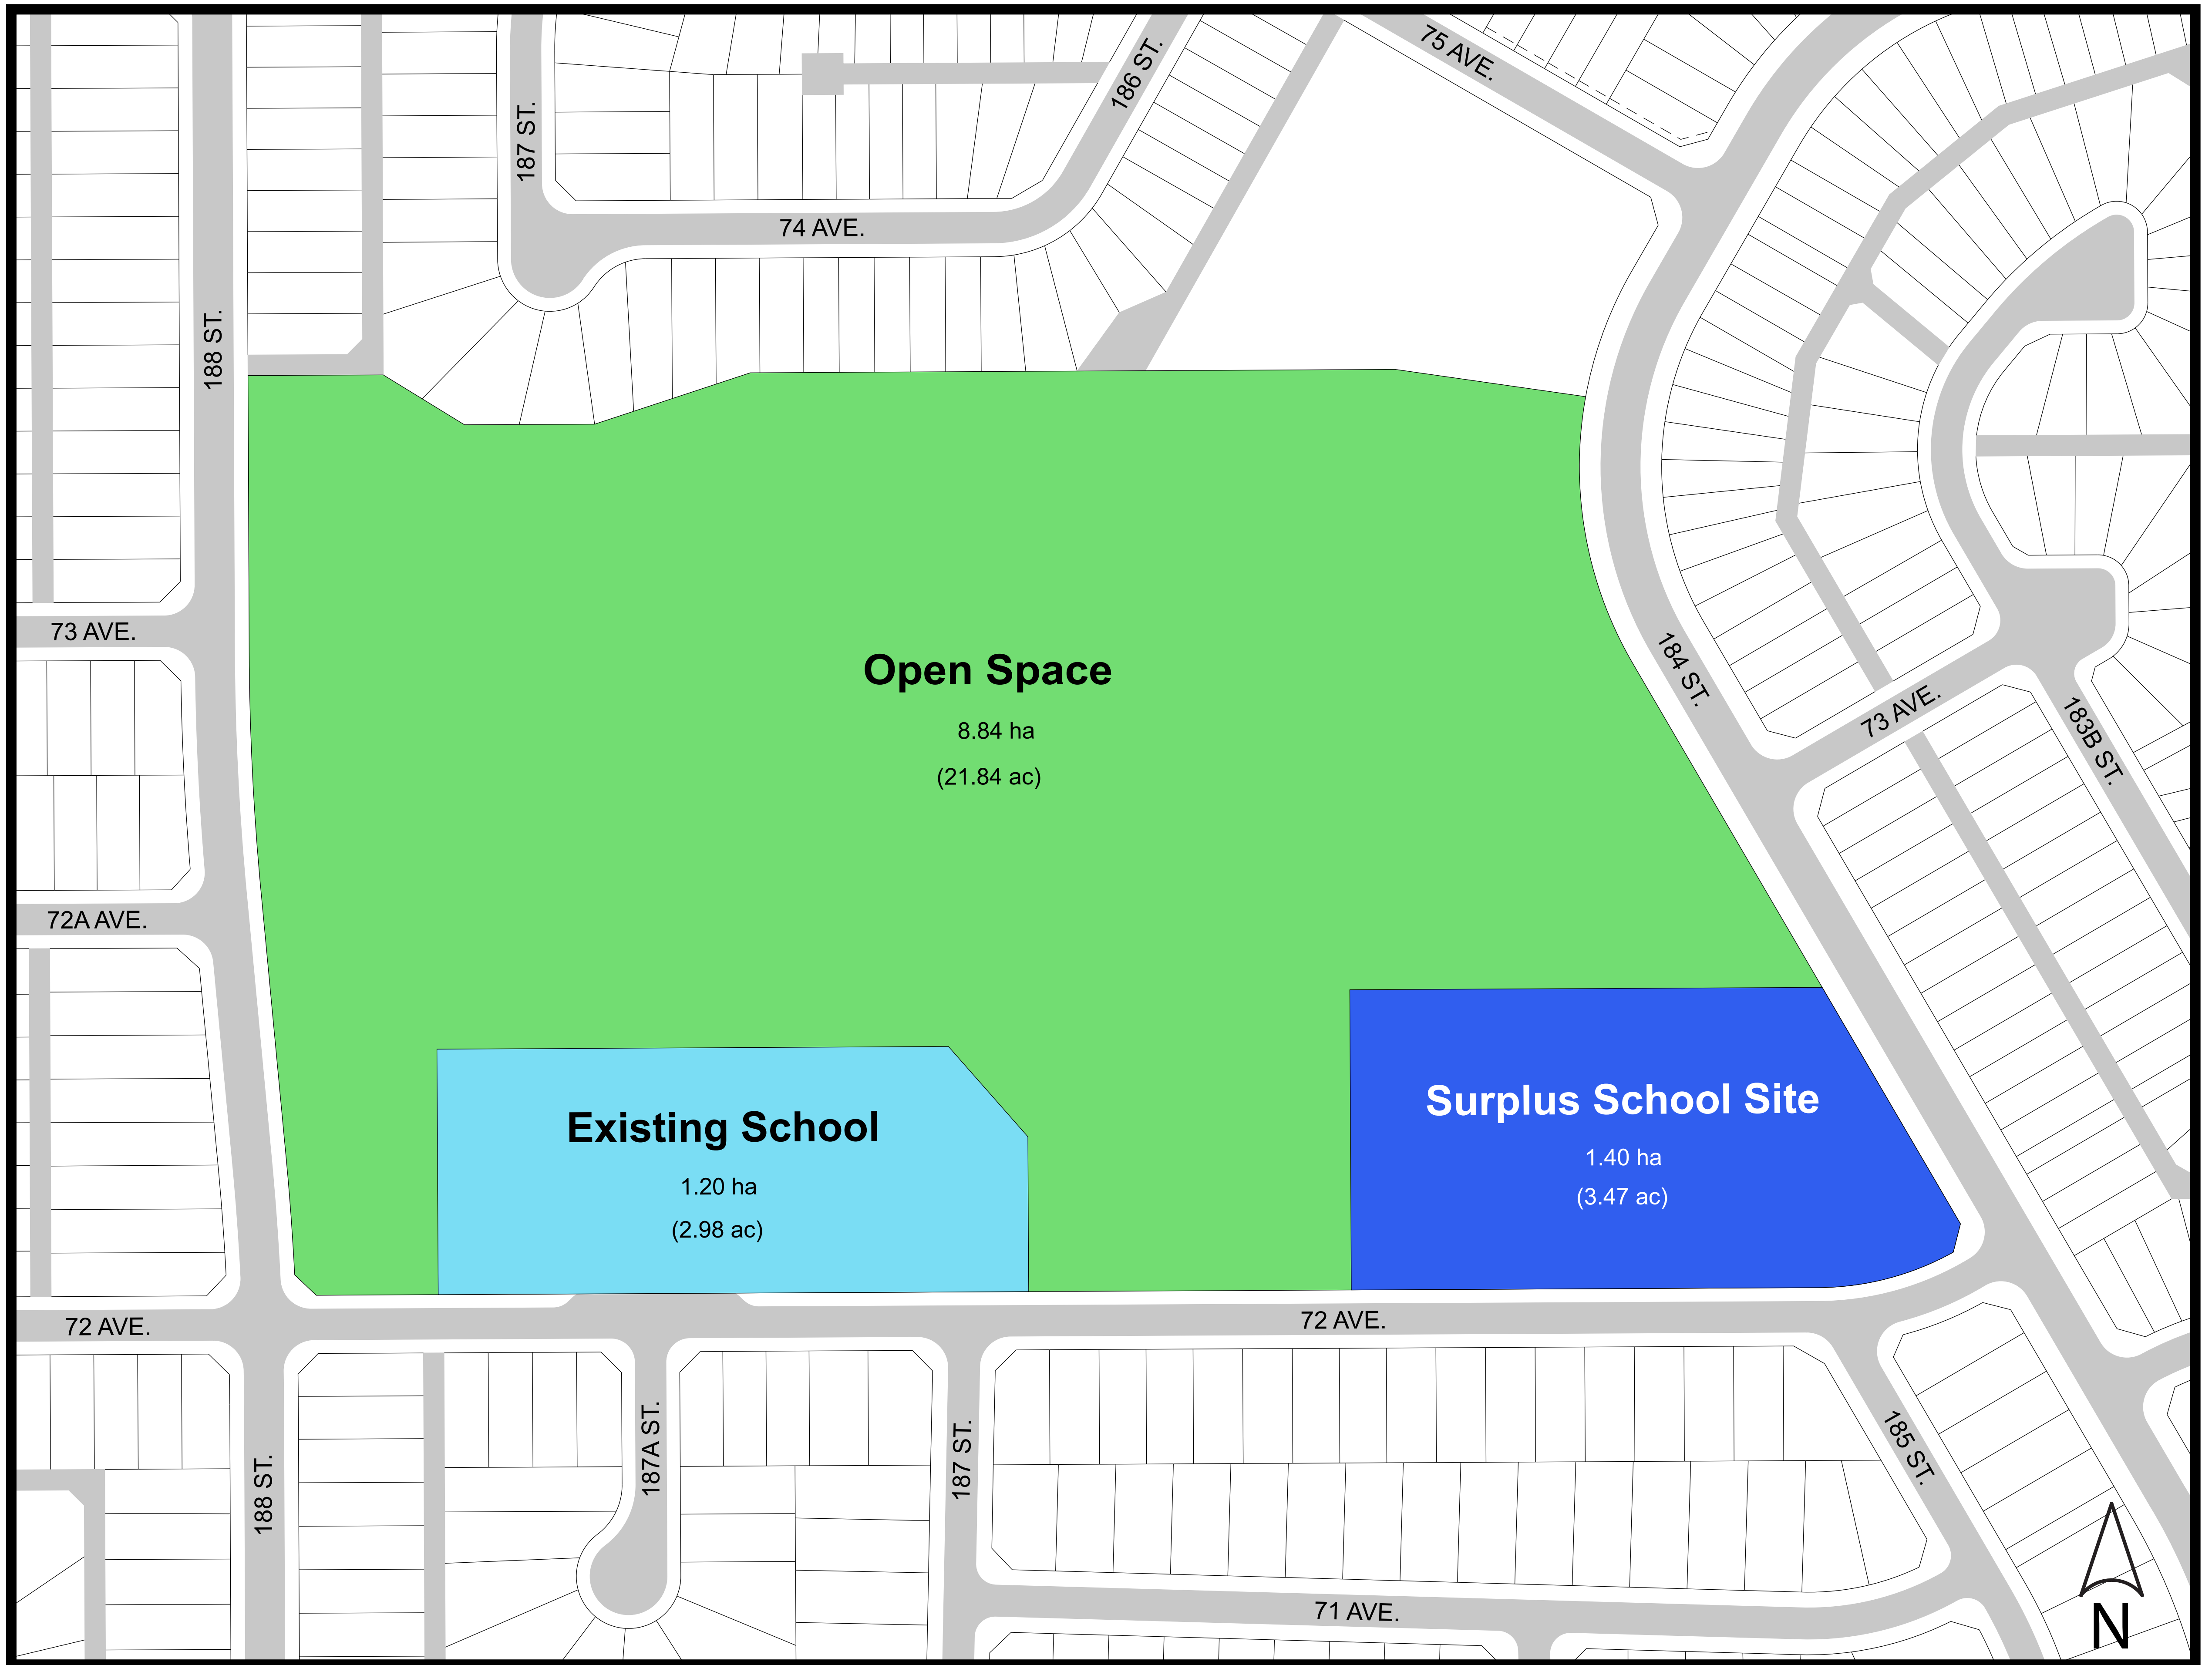 75 AVE.
186 ST.
187 ST.
74 AVE.
188 ST.
73 AVE.
Open Space
8.84 ha
(21.84 ac)
184 ST.
73 AVE.
183B ST.
72A AVE.
Existing School
1.20 ha
(2.98 ac)
Surplus School Site
1.40 ha
(3.47 ac)
72 AVE.
72 AVE.
188 ST.
187A ST.
187 ST.
185 ST.
71 AVE.
N